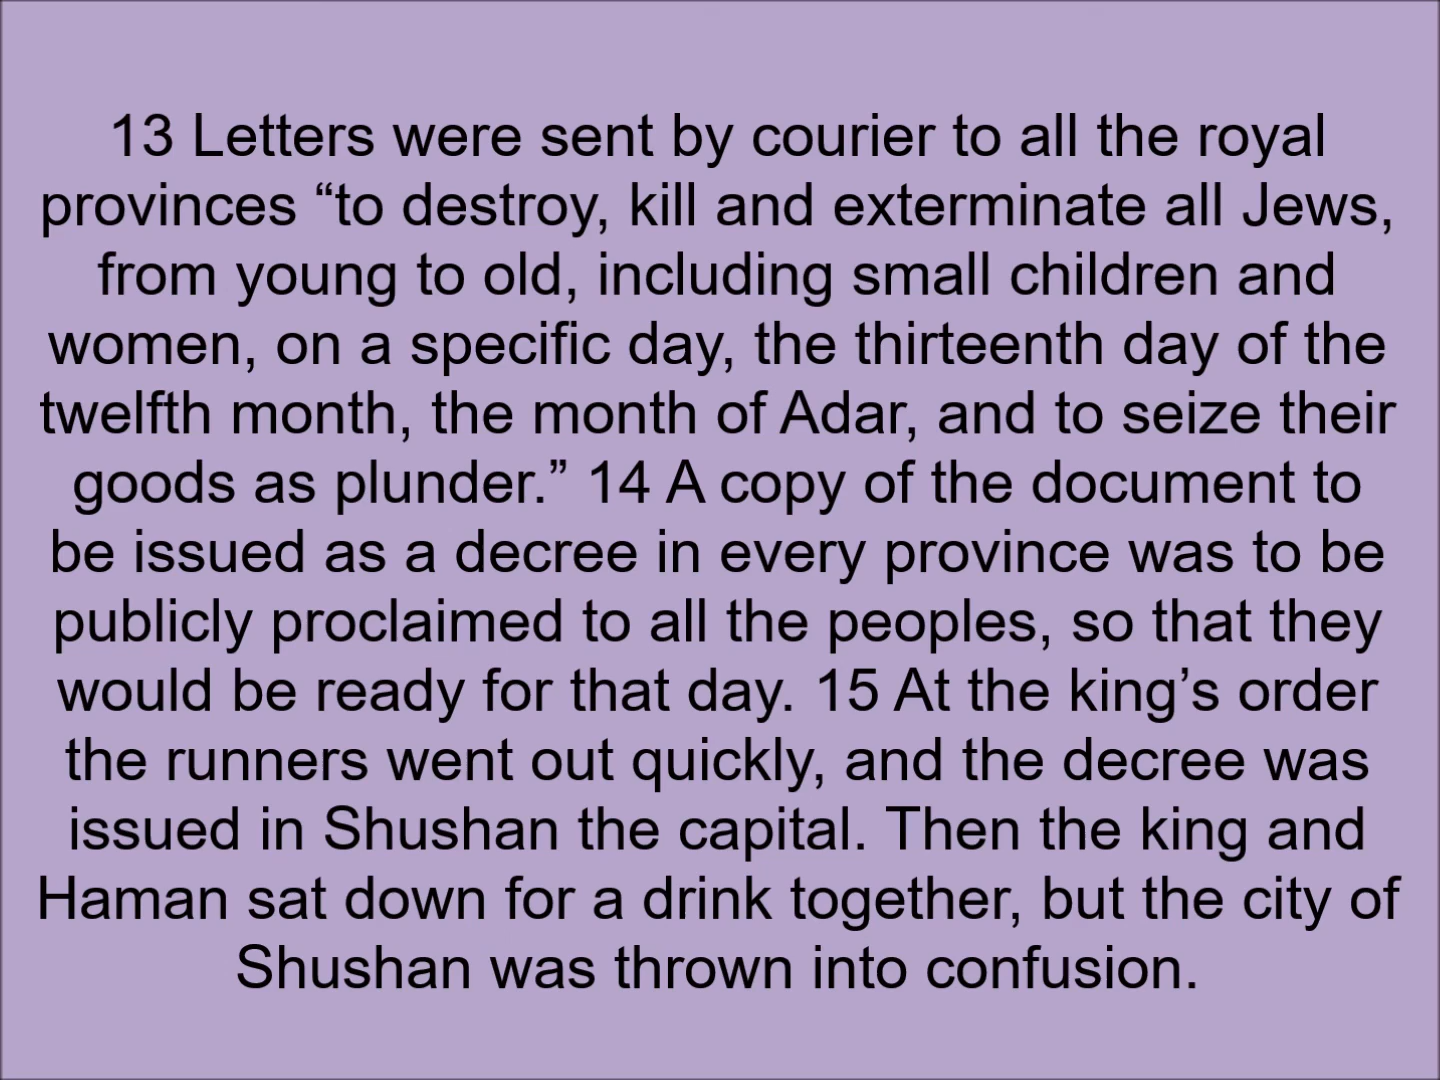 13 Letters were sent by courier to all the royal
provinces “to destroy, kill and exterminate all Jews,
from young to old, including small children and
women, on a specific day, the thirteenth day of the
twelfth month, the month of Adar, and to seize their
goods as plunder.” 14 A copy of the document to
be issued as a decree in every province was to be
publicly proclaimed to all the peoples, so that they
would be ready for that day. 15 At the king’s order
the runners went out quickly, and the decree was
issued in Shushan the capital. Then the king and
Haman sat down for a drink together, but the city of
Shushan was thrown into confusion.